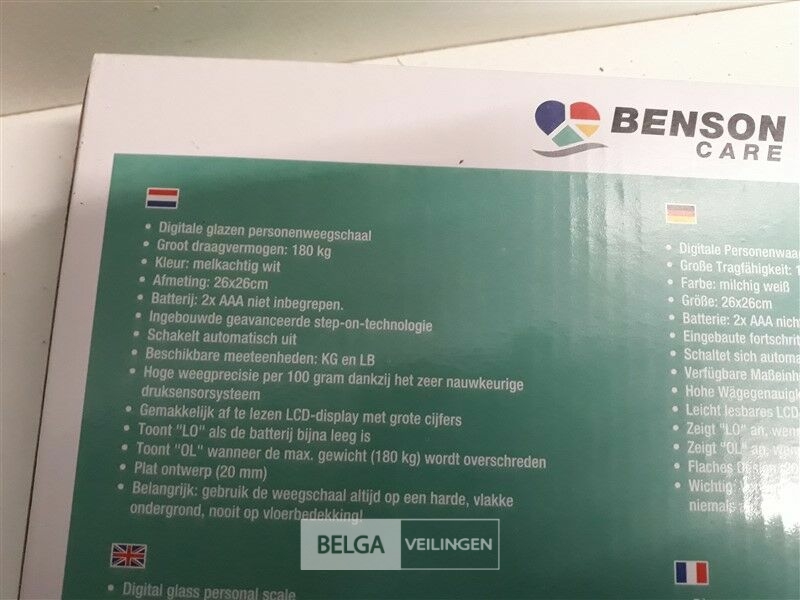 BENSON
CARE
• Digitale glazen personenweegschaal
• Groot draagvermogen: 180 kg
• Kleur: melkachtig wit
• Afmeting: 26x26cm
• Batterij: 2x AAA niet inbegrepen.
• Ingebouwde geavanceerde step-on-technologie
• Schakelt automatisch uit
• Beschikbare meeteenheden: KG en LB
• Hoge weegprecisie per 100 gram dankzij het zeer nauwkeurige
druksensorsysteem
• Gemakkelijk af te lezen LCD-display met grote cijfers
• Toont "LO" als de batterij bijna leeg is
• Toont "OL" wanneer de max. gewicht (180 kg) wordt overschreden
• Plat ontwerp (20 mm)
• Belangrijk: gebruik de weegschaal altijd op een harde, vlakke
ondergrond, nooit op vloerbedekking!
• Digital glass personal scale
• Digitale Personenwaa
• Große Tragfähigkeit: 1
• Farbe: milchig weiß
• Größe: 26x26cm
• Batterie: 2x AAA nich
• Eingebaute fortschrit
• Schaltet sich automa
• Verfügbare Maßeinh
• Hohe Wägegenauigk
• Leicht lesbares LCD
• Zeigt "LO" an, wenn
• Zeigt "OL" an, wen
• Flaches Design (20
• Wichtig:
niemals
BELGA VEILINGEN